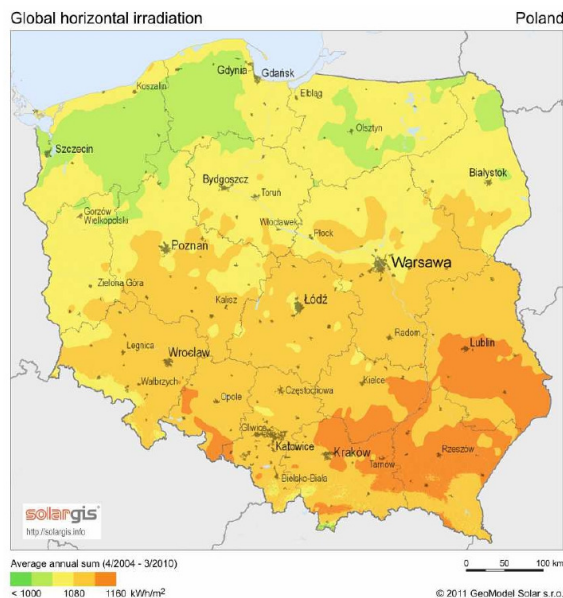 Global horizontal irradiation Poland
Gdynia
Gdańsk
Koszalin
Elbląg
Olsztyn
Szczecin
Białystok
Bydgoszcz
Toruń
Gorzów
Wielkopolski
Włocławek
Płock
Poznań
Warsawa
Zielona Góra
Kalisz
Łódź
Radom
Lublin
Legnica
Wrocław
Wałbrzych
Kielce
Opole
Częstochowa
Gliwice
Katowice
Kraków
Tarnów
Rzeszów
Bielsko-Biała
solargis
http://solargis.info
Average annual sum (4/2004 - 3/2010) 0 50 100 km
< 1000 1080 1160 kWh/m²
© 2011 GeoModel Solar s.r.o.